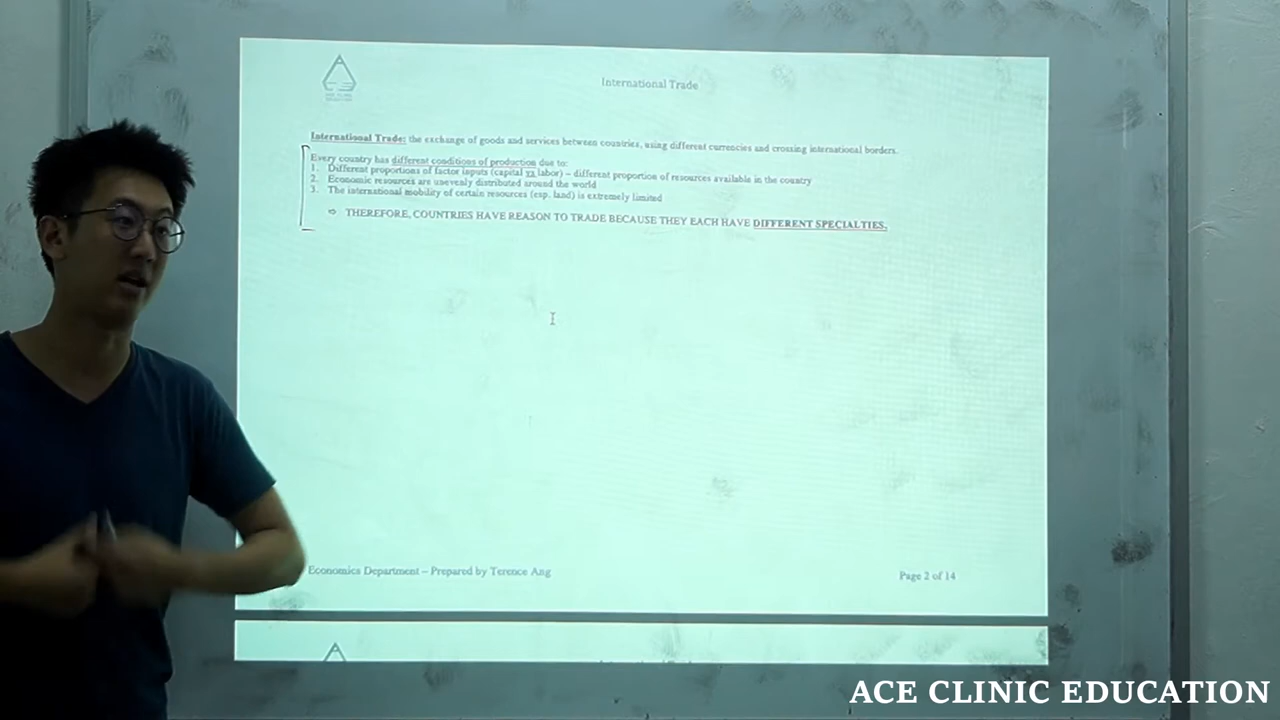 International Trade
International Trade: the exchange of goods and services between countries, using different currencies and crossing international borders.
Every country has different conditions of production due to:
1. Different proportions of factor inputs (capital vs labor) – different proportion of resources available in the country
2. Economic resources are unevenly distributed around the world
3. The international mobility of certain resources (esp. land) is extremely limited
⇨ THEREFORE, COUNTRIES HAVE REASON TO TRADE BECAUSE THEY EACH HAVE DIFFERENT SPECIALTIES.
Economics Department – Prepared by Terence Ang
Page 2 of 14
ACE CLINIC EDUCATION